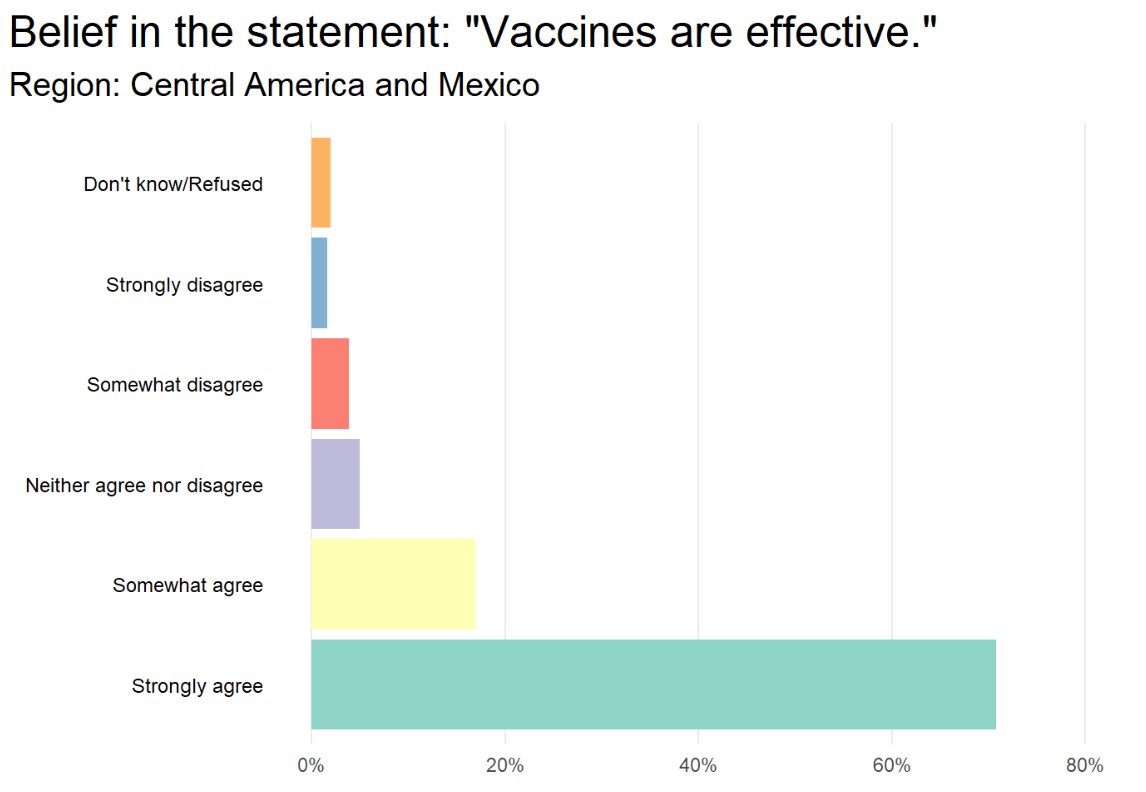 Belief in the statement: "Vaccines are effective."
Region: Central America and Mexico
Don't know/Refused
Strongly disagree
Somewhat disagree
Neither agree nor disagree
Somewhat agree
Strongly agree
0% 20% 40% 60% 80%